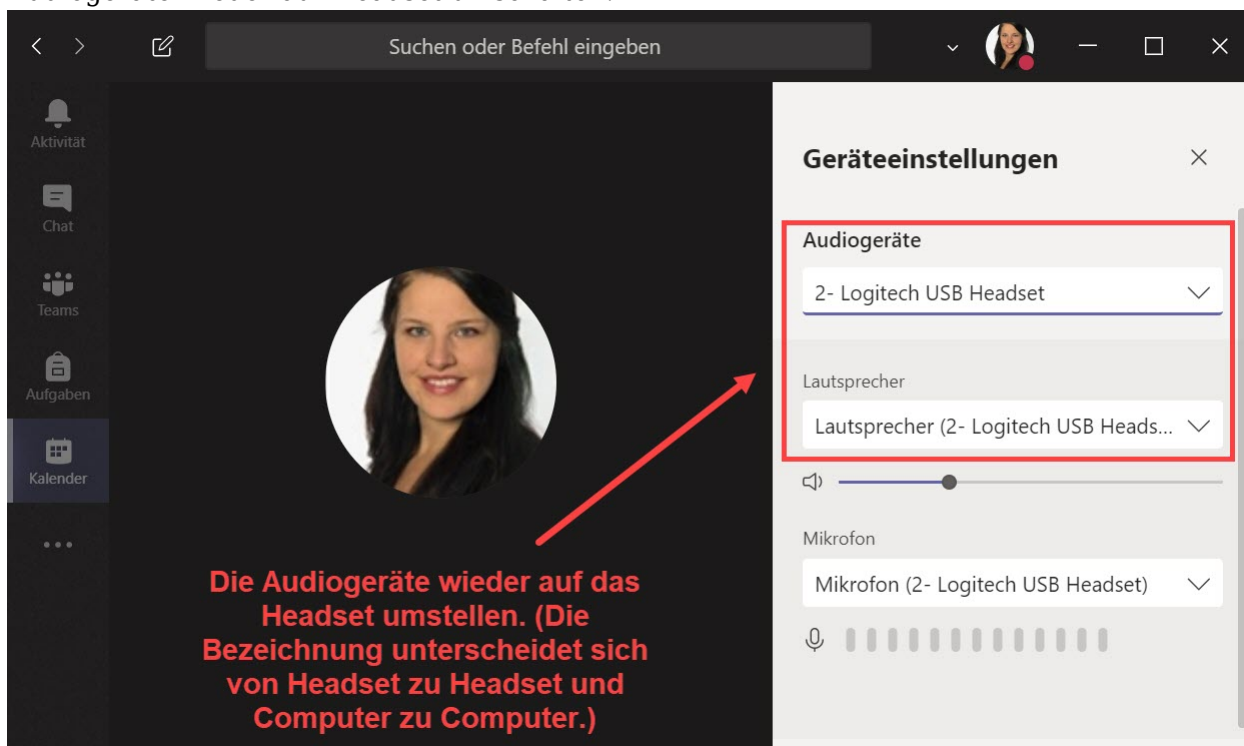 Suchen oder Befehl eingeben
Aktivität
Chat
Teams
Aufgaben
Kalender
Die Audiogeräte wieder auf das
Headset umstellen. (Die
Bezeichnung unterscheidet sich
von Headset zu Headset und
Computer zu Computer.)
Geräteeinstellungen
Audiogeräte
2- Logitech USB Headset
Lautsprecher
Lautsprecher (2- Logitech USB Heads...
Mikrofon
Mikrofon (2- Logitech USB Headset)